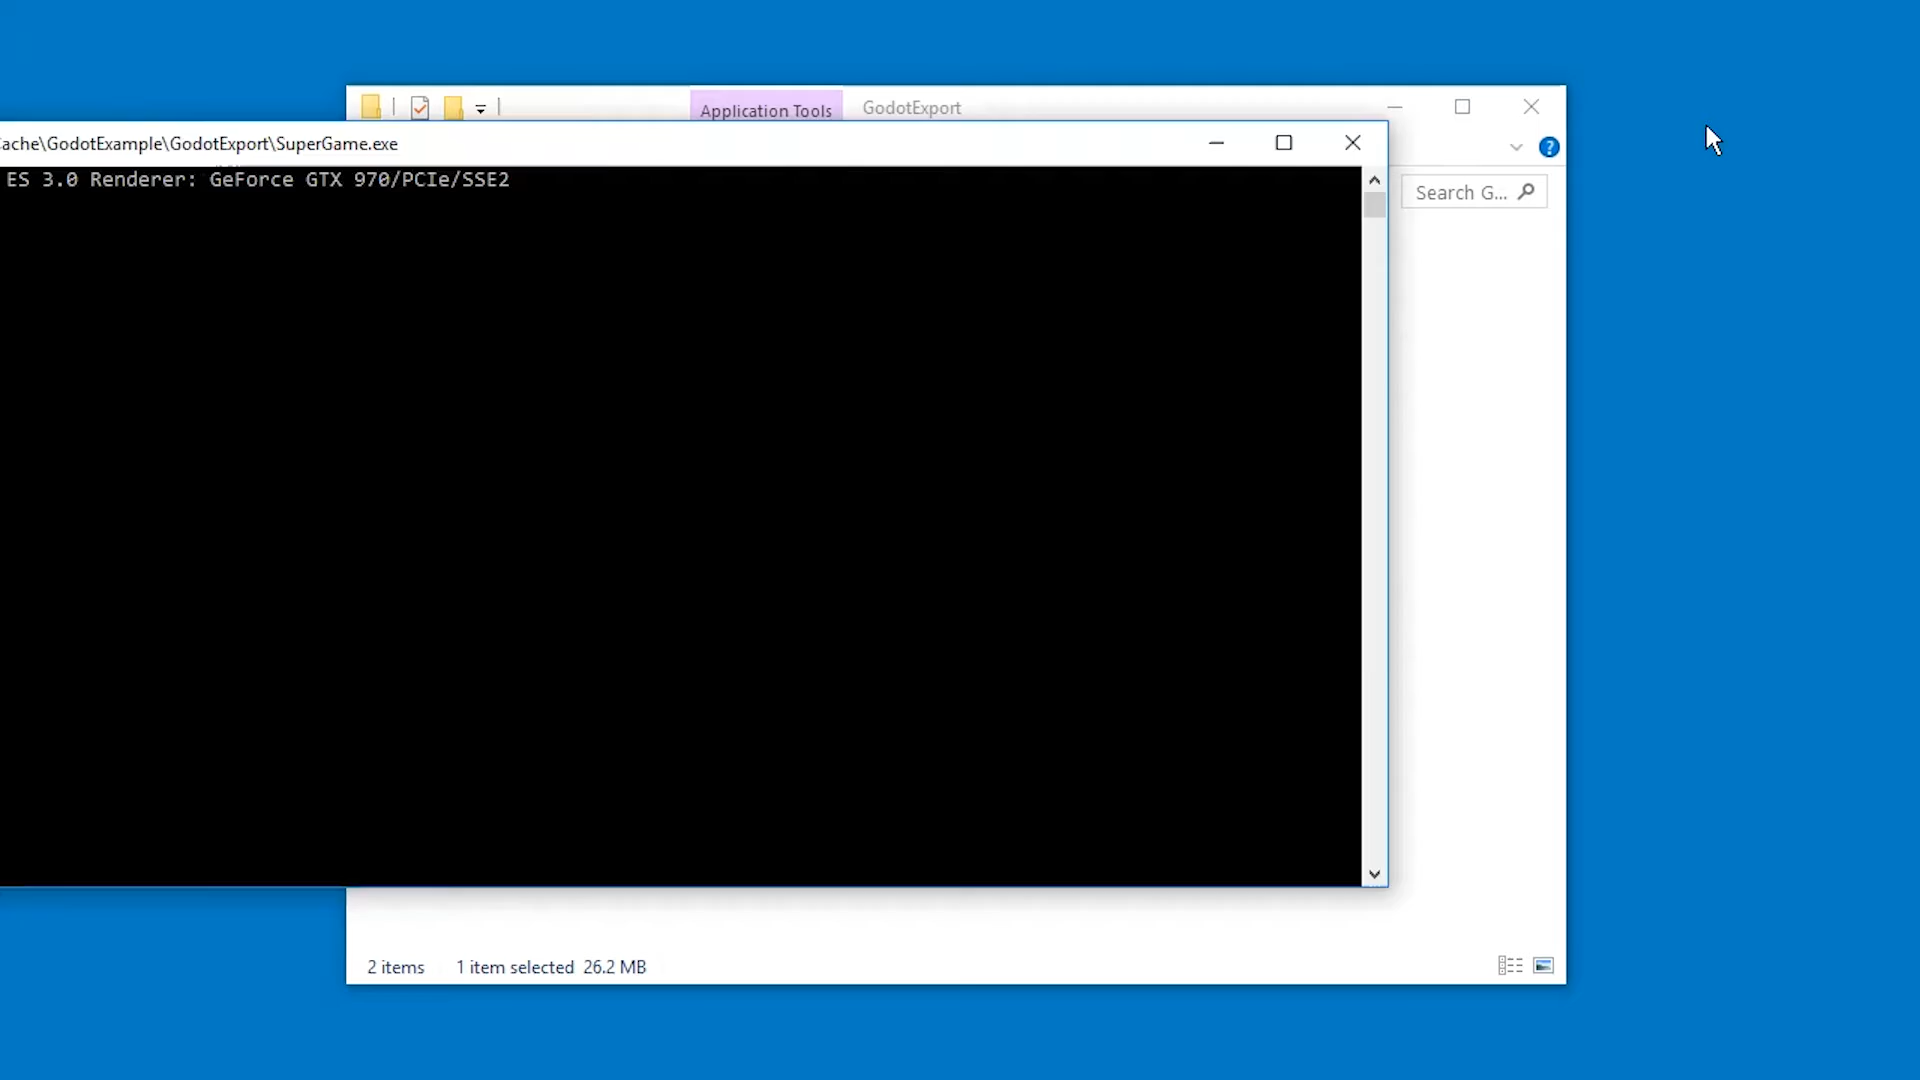 Application Tools
GodotExport
ache\GodotExample\GodotExport\SuperGame.exe
?
ES 3.0 Renderer: GeForce GTX 970/PCIe/SSE2
Search G...
2 items
1 item selected 26.2 MB